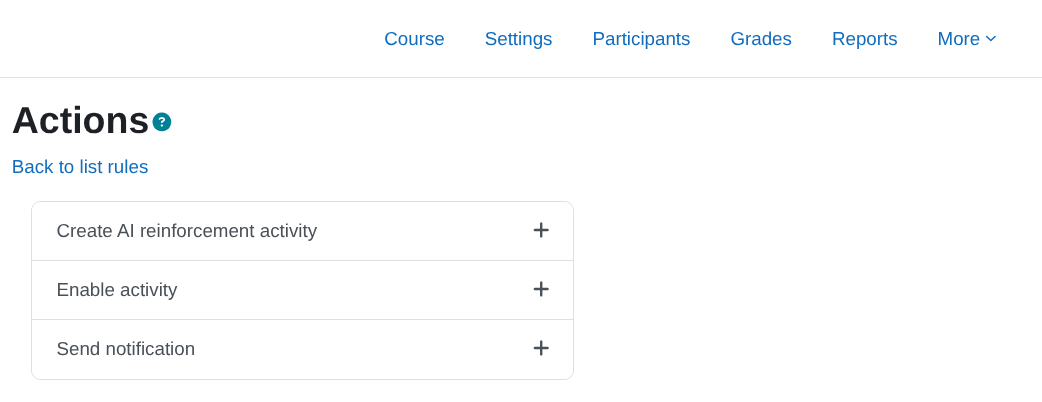 Course Settings Participants Grades Reports More
Actions ?
Back to list rules
Create AI reinforcement activity +
Enable activity +
Send notification +